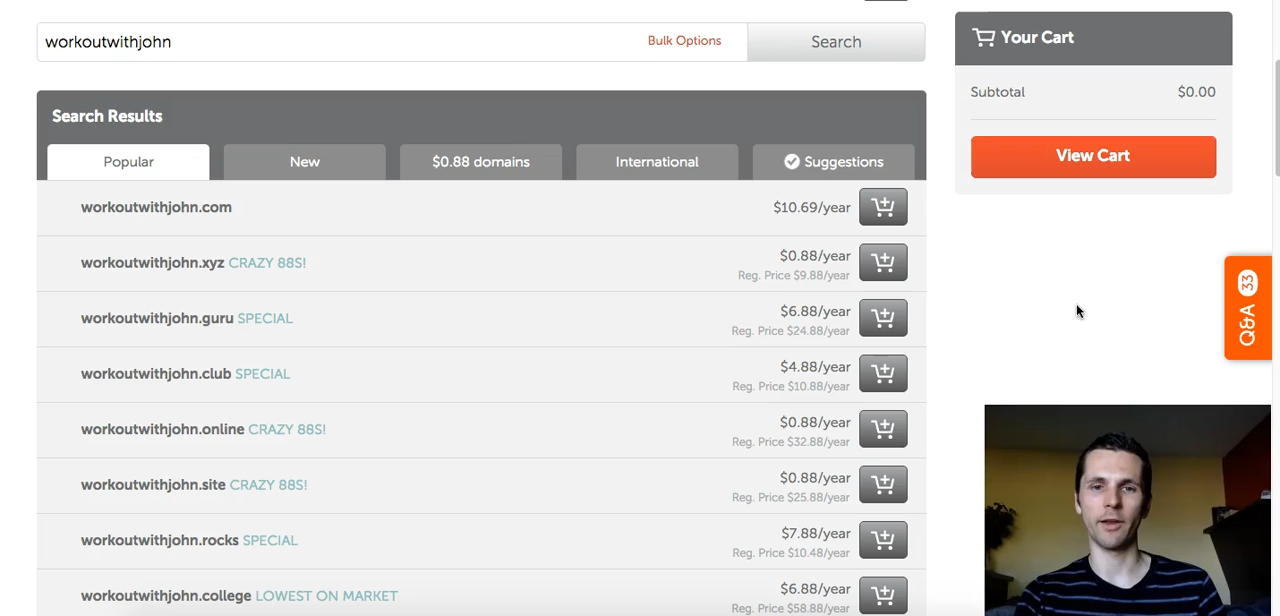 workoutwithjohn
Bulk Options
Search
Your Cart
Subtotal $0.00
View Cart
Search Results
Popular
New
$0.88 domains
International
Suggestions
workoutwithjohn.com $10.69/year
workoutwithjohn.xyz CRAZY 88S! $0.88/year
Reg. Price $9.88/year
workoutwithjohn.guru SPECIAL $6.88/year
Reg. Price $24.88/year
workoutwithjohn.club SPECIAL $4.88/year
Reg. Price $10.88/year
workoutwithjohn.online CRAZY 88S! $0.88/year
Reg. Price $32.88/year
workoutwithjohn.site CRAZY 88S! $0.88/year
Reg. Price $25.88/year
workoutwithjohn.rocks SPECIAL $7.88/year
Reg. Price $10.48/year
workoutwithjohn.college LOWEST ON MARKET $6.88/year
Reg. Price $58.88/year
Q&A 33